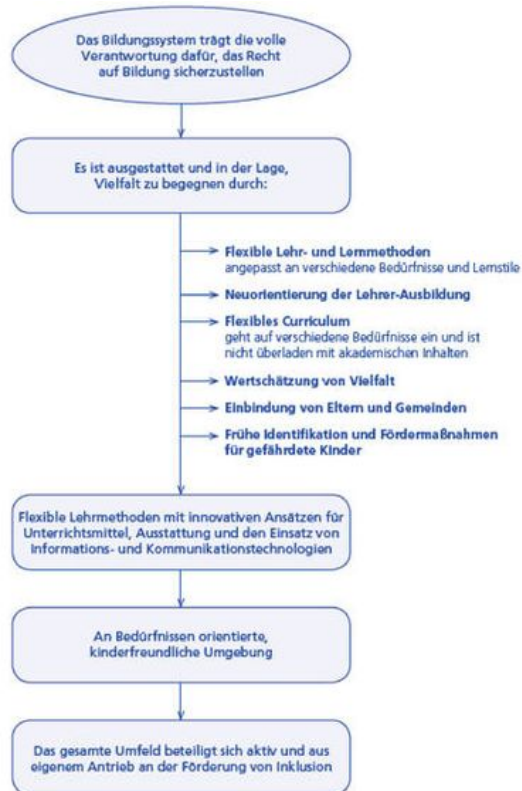 Das Bildungssystem trägt die volle
Verantwortung dafür, das Recht
auf Bildung sicherzustellen
Es ist ausgestattet und in der Lage,
Vielfalt zu begegnen durch:
Flexible Lehr- und Lernmethoden
angepasst an verschiedene Bedürfnisse und Lernstile
Neuorientierung der Lehrer-Ausbildung
Flexibles Curriculum
geht auf verschiedene Bedürfnisse ein und ist
nicht überladen mit akademischen Inhalten
Wertschätzung von Vielfalt
Einbindung von Eltern und Gemeinden
Frühe Identifikation und Fördermaßnahmen
für gefährdete Kinder
Flexible Lehrmethoden mit innovativen Ansätzen für
Unterrichtsmittel, Ausstattung und den Einsatz von
Informations- und Kommunikationstechnologien
An Bedürfnissen orientierte,
kinderfreundliche Umgebung
Das gesamte Umfeld beteiligt sich aktiv und aus
eigenem Antrieb an der Förderung von Inklusion